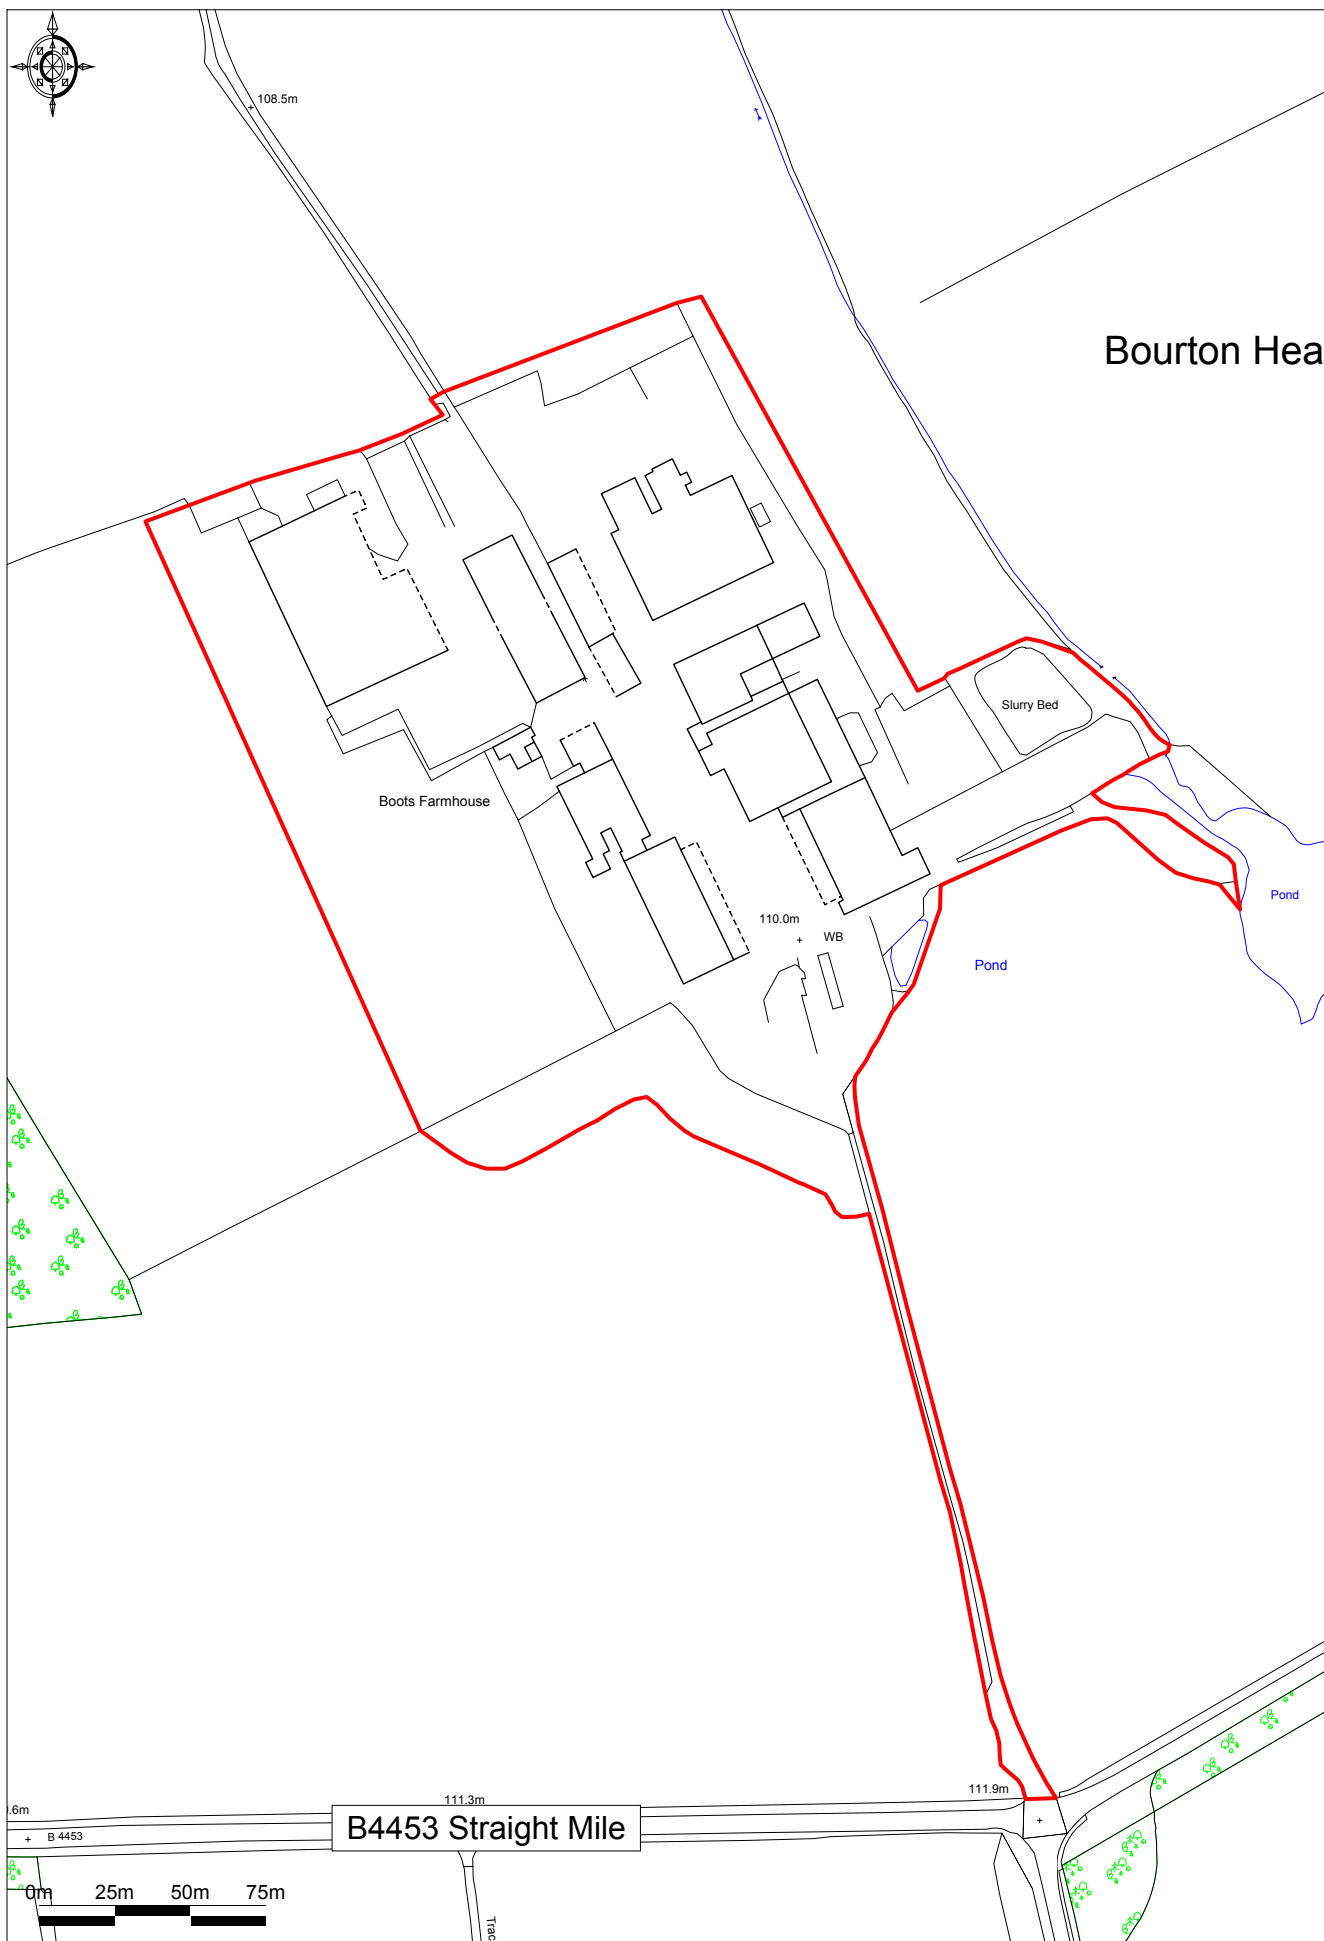 108.5m
Bourton Hea
Slurry Bed
Boots Farmhouse
Pond
110.0m
WB
Pond
111.9m
111.3m
.6m
B4453 Straight Mile
B 4453
0m 25m 50m 75m
Trac